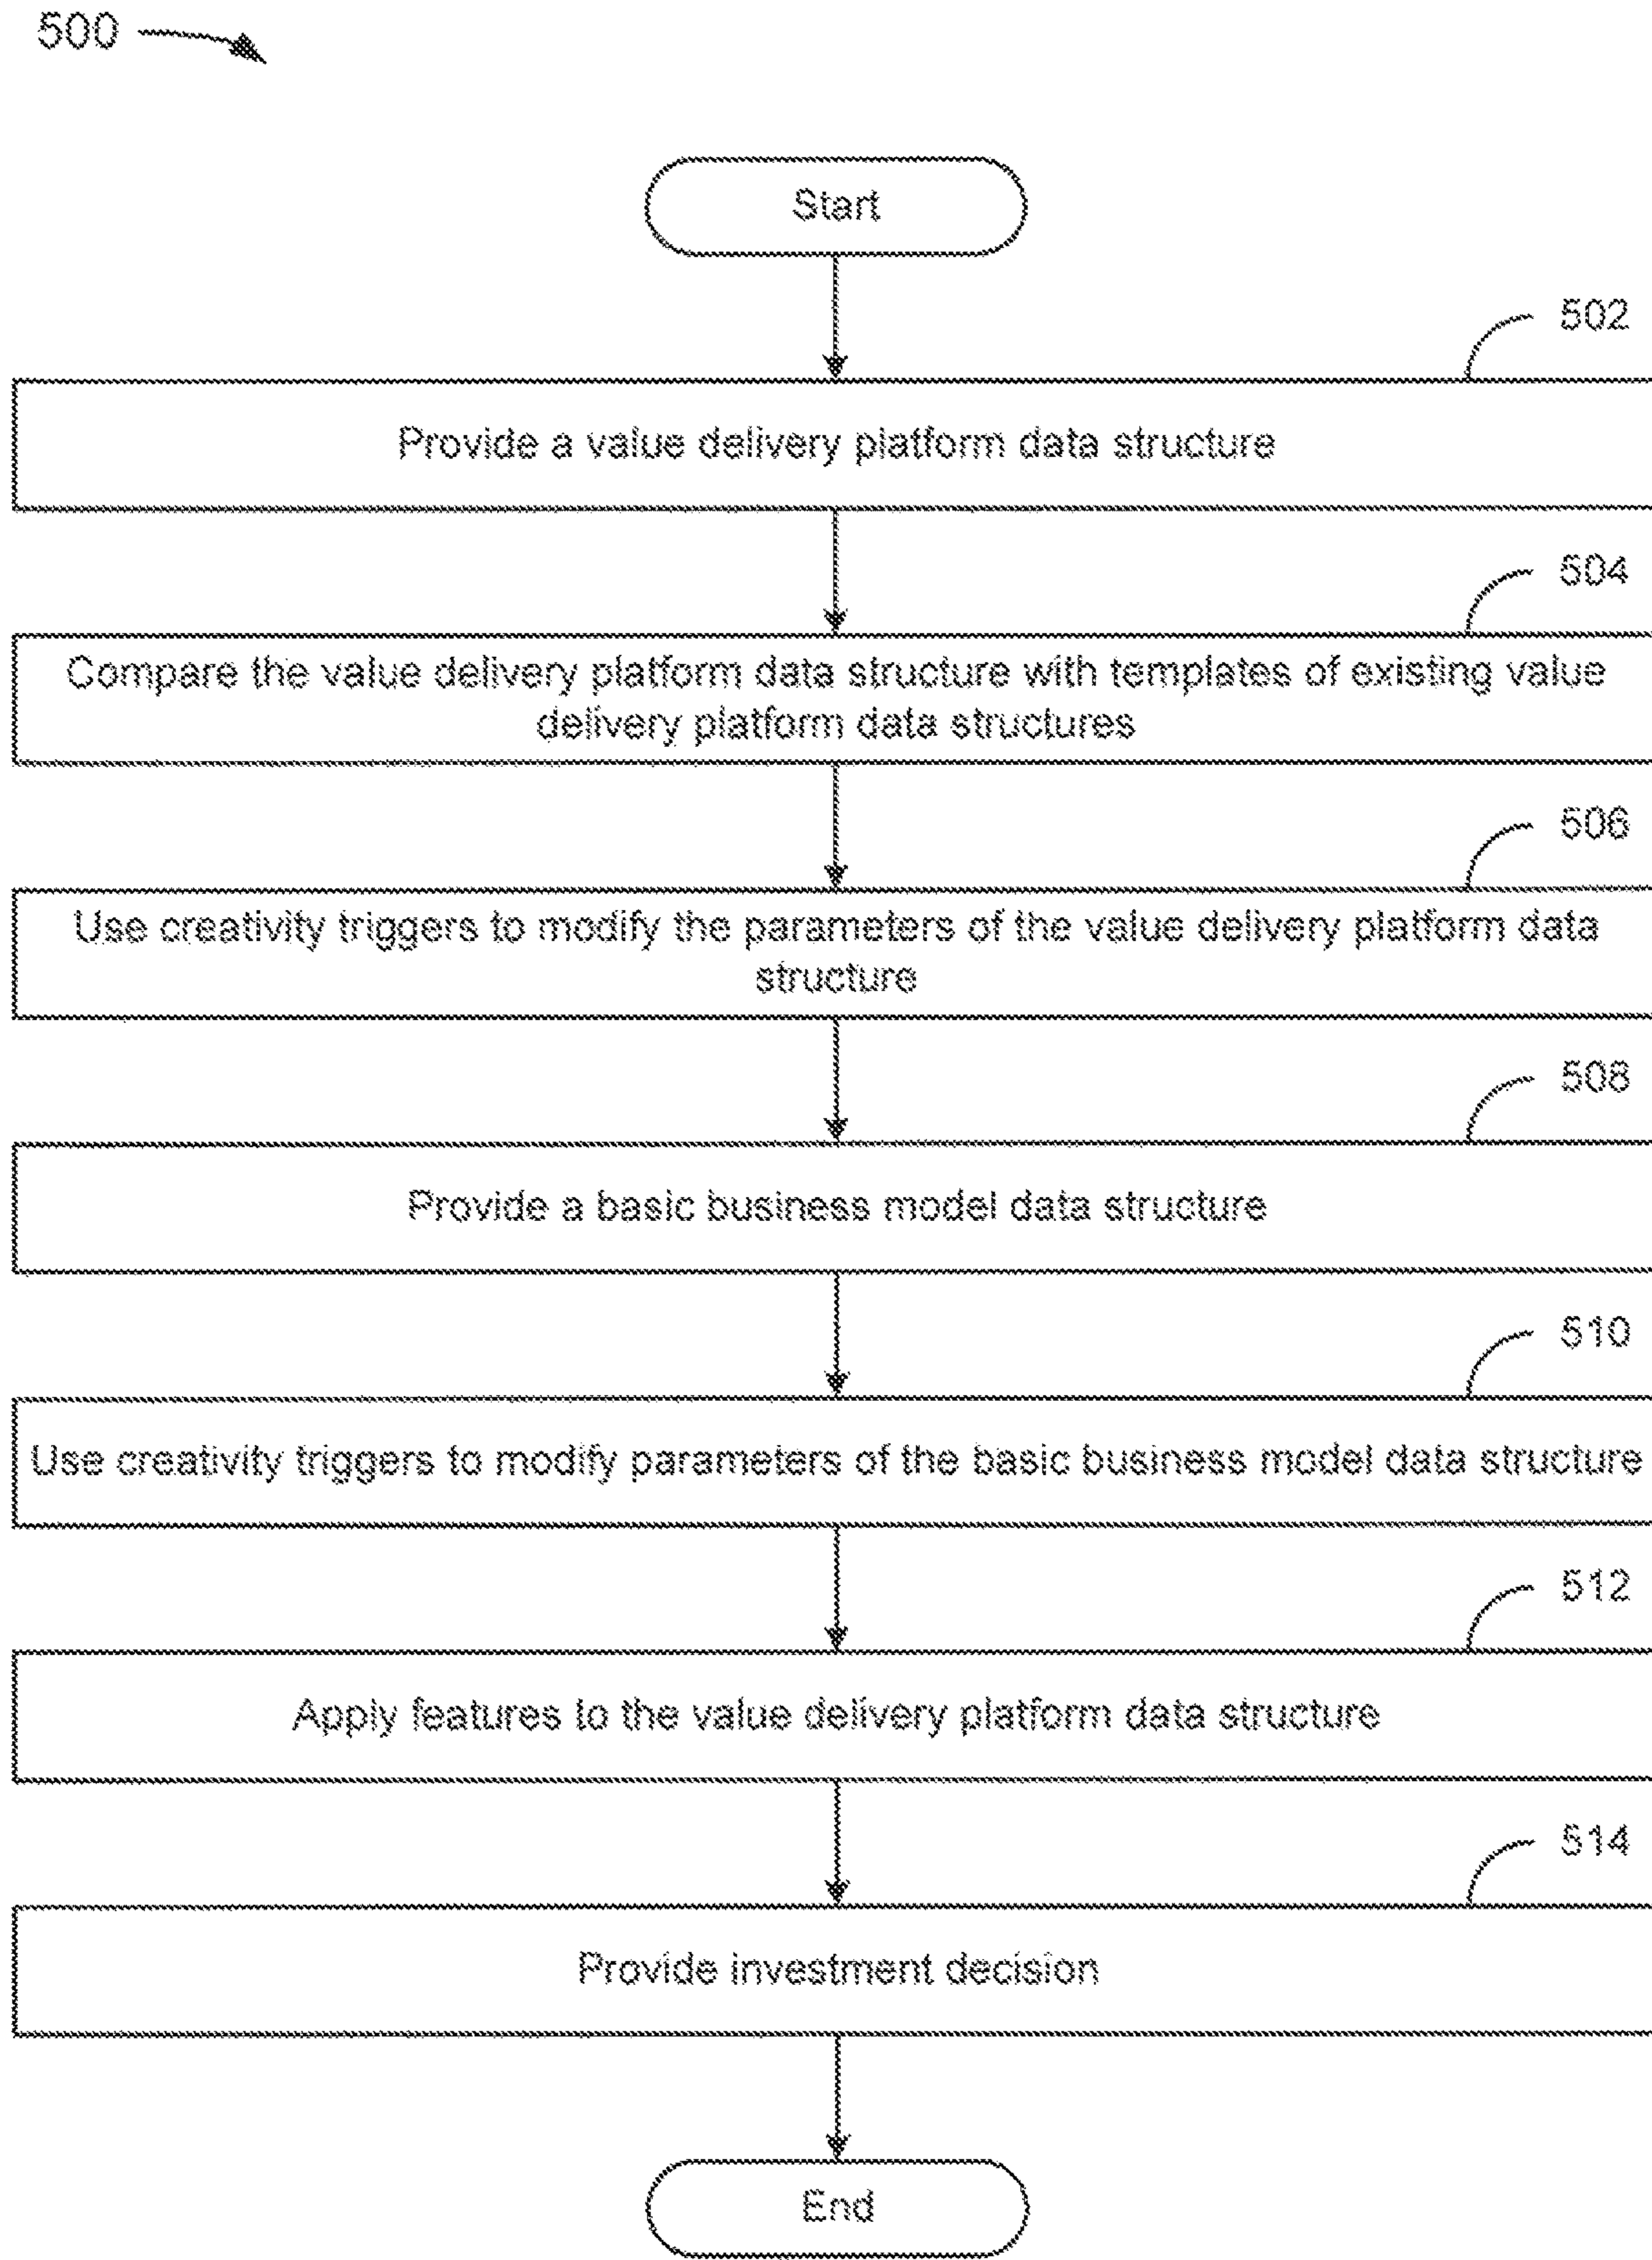 500
Start
502
Provide a value delivery platform data structure
504
Compare the value delivery platform data structure with templates of existing value
delivery platform data structures
506
Use creativity triggers to modify the parameters of the value delivery platform data
structure
508
Provide a basic business model data structure
510
Use creativity triggers to modify parameters of the basic business model data structure
512
Apply features to the value delivery platform data structure
514
Provide investment decision
End